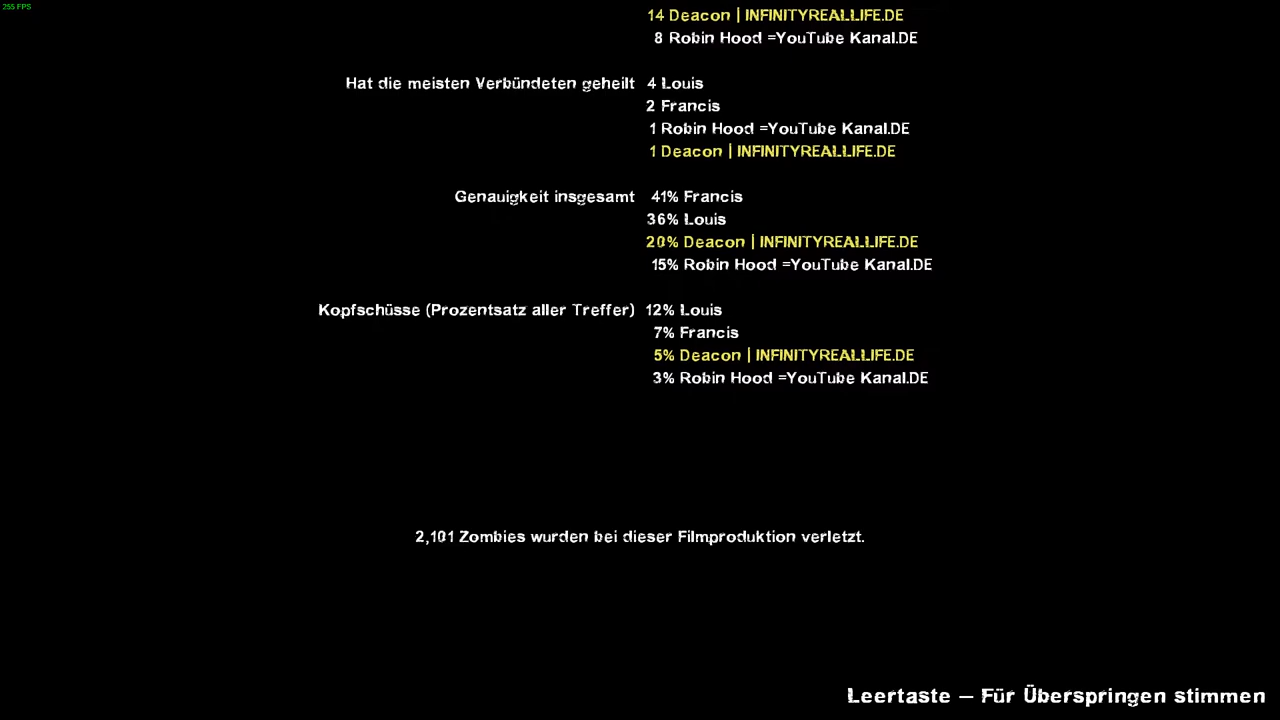 255 FPS
14 Deacon | INFINITYREALLIFE.DE
8 Robin Hood =YouTube Kanal.DE
Hat die meisten Verbündeten geheilt 4 Louis
2 Francis
1 Robin Hood =YouTube Kanal.DE
1 Deacon | INFINITYREALLIFE.DE
Genauigkeit insgesamt 41% Francis
36% Louis
20% Deacon | INFINITYREALLIFE.DE
15% Robin Hood =YouTube Kanal.DE
Kopfschüsse (Prozentsatz aller Treffer) 12% Louis
7% Francis
5% Deacon | INFINITYREALLIFE.DE
3% Robin Hood =YouTube Kanal.DE
2,101 Zombies wurden bei dieser Filmproduktion verletzt.
Leertaste – Für Überspringen stimmen